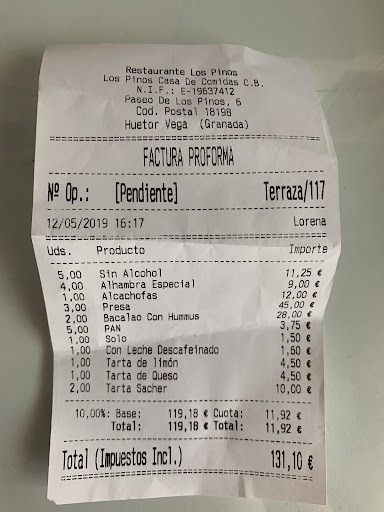 Restaurante Los Pinos
Los Pinos Casa De Comidas C.B.
N.I.F.: E-19637412
Paseo De Los Pinos, 6
Cod. Postal 18198
Huetor Vega (Granada)
FACTURA PROFORMA
Nº Op.: [Pendiente] Terraza/117
12/05/2019 16:17 Lorena
Uds. Producto Importe
5,00 Sin Alcohol 11,25 €
4,00 Alhambra Especial 9,00 €
1,00 Alcachofas 12,00 €
3,00 Presa 45,00 €
2,00 Bacalao Con Hummus 28,00 €
5,00 PAN 3,75 €
1,00 Solo 1,50 €
1,00 Con Leche Descafeinado 1,60 €
1,00 Tarta de limón 4,50 €
1,00 Tarta de Queso 4,50 €
2,00 Tarta Sacher 10,00 €
10,00%: Base: 119,18 € Cuota: 11,92 €
Total: 119,18 € Total: 11,92 €
Total (Impuestos Incl.) 131,10 €